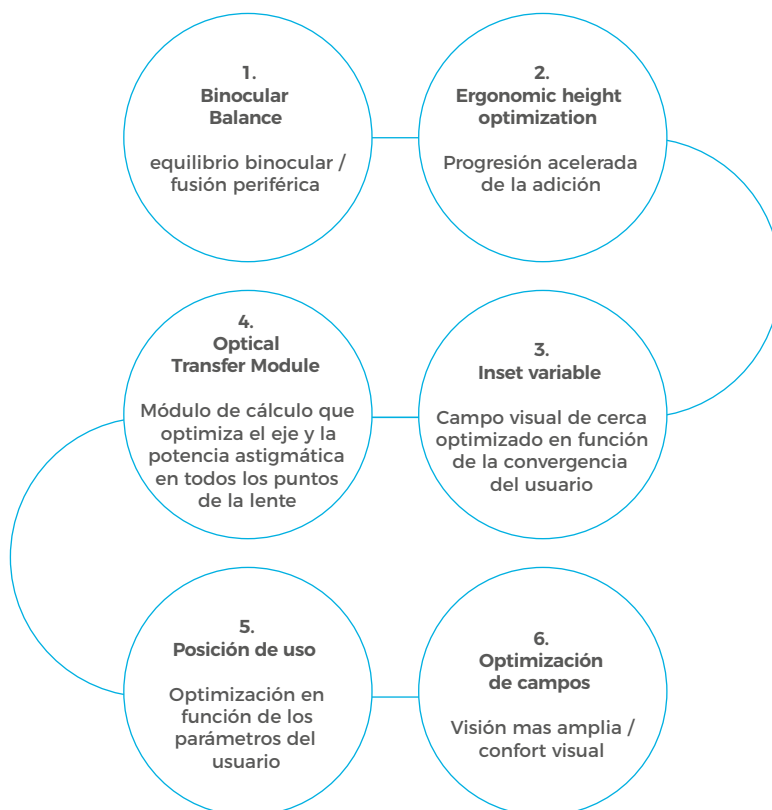 1.
Binocular
Balance
equilibrio binocular /
fusión periférica
2.
Ergonomic height
optimization
Progresión acelerada
de la adición
3.
Inset variable
Campo visual de cerca
optimizado en función
de la convergencia
del usuario
4.
Optical
Transfer Module
Módulo de cálculo que
optimiza el eje y la
potencia astigmática
en todos los puntos
de la lente
5.
Posición de uso
Optimización en
función de los
parámetros del
usuario
6.
Optimización
de campos
Visión mas amplia /
confort visual